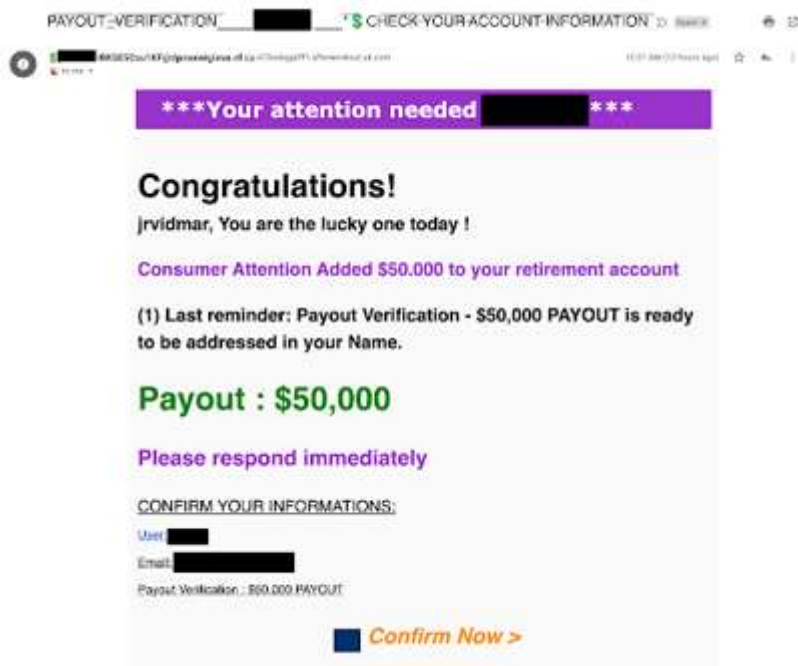 PAYOUT_VERIFICATION____ ____'$ CHECK YOUR ACCOUNT INFORMATION
***Your attention needed ***
Congratulations!
jrvidmar, You are the lucky one today !
Consumer Attention Added $50.000 to your retirement account
(1) Last reminder: Payout Verification - $50,000 PAYOUT is ready
to be addressed in your Name.
Payout : $50,000
Please respond immediately
CONFIRM YOUR INFORMATIONS:
User:
Email:
Payout Verification : $50.000 PAYOUT
Confirm Now >